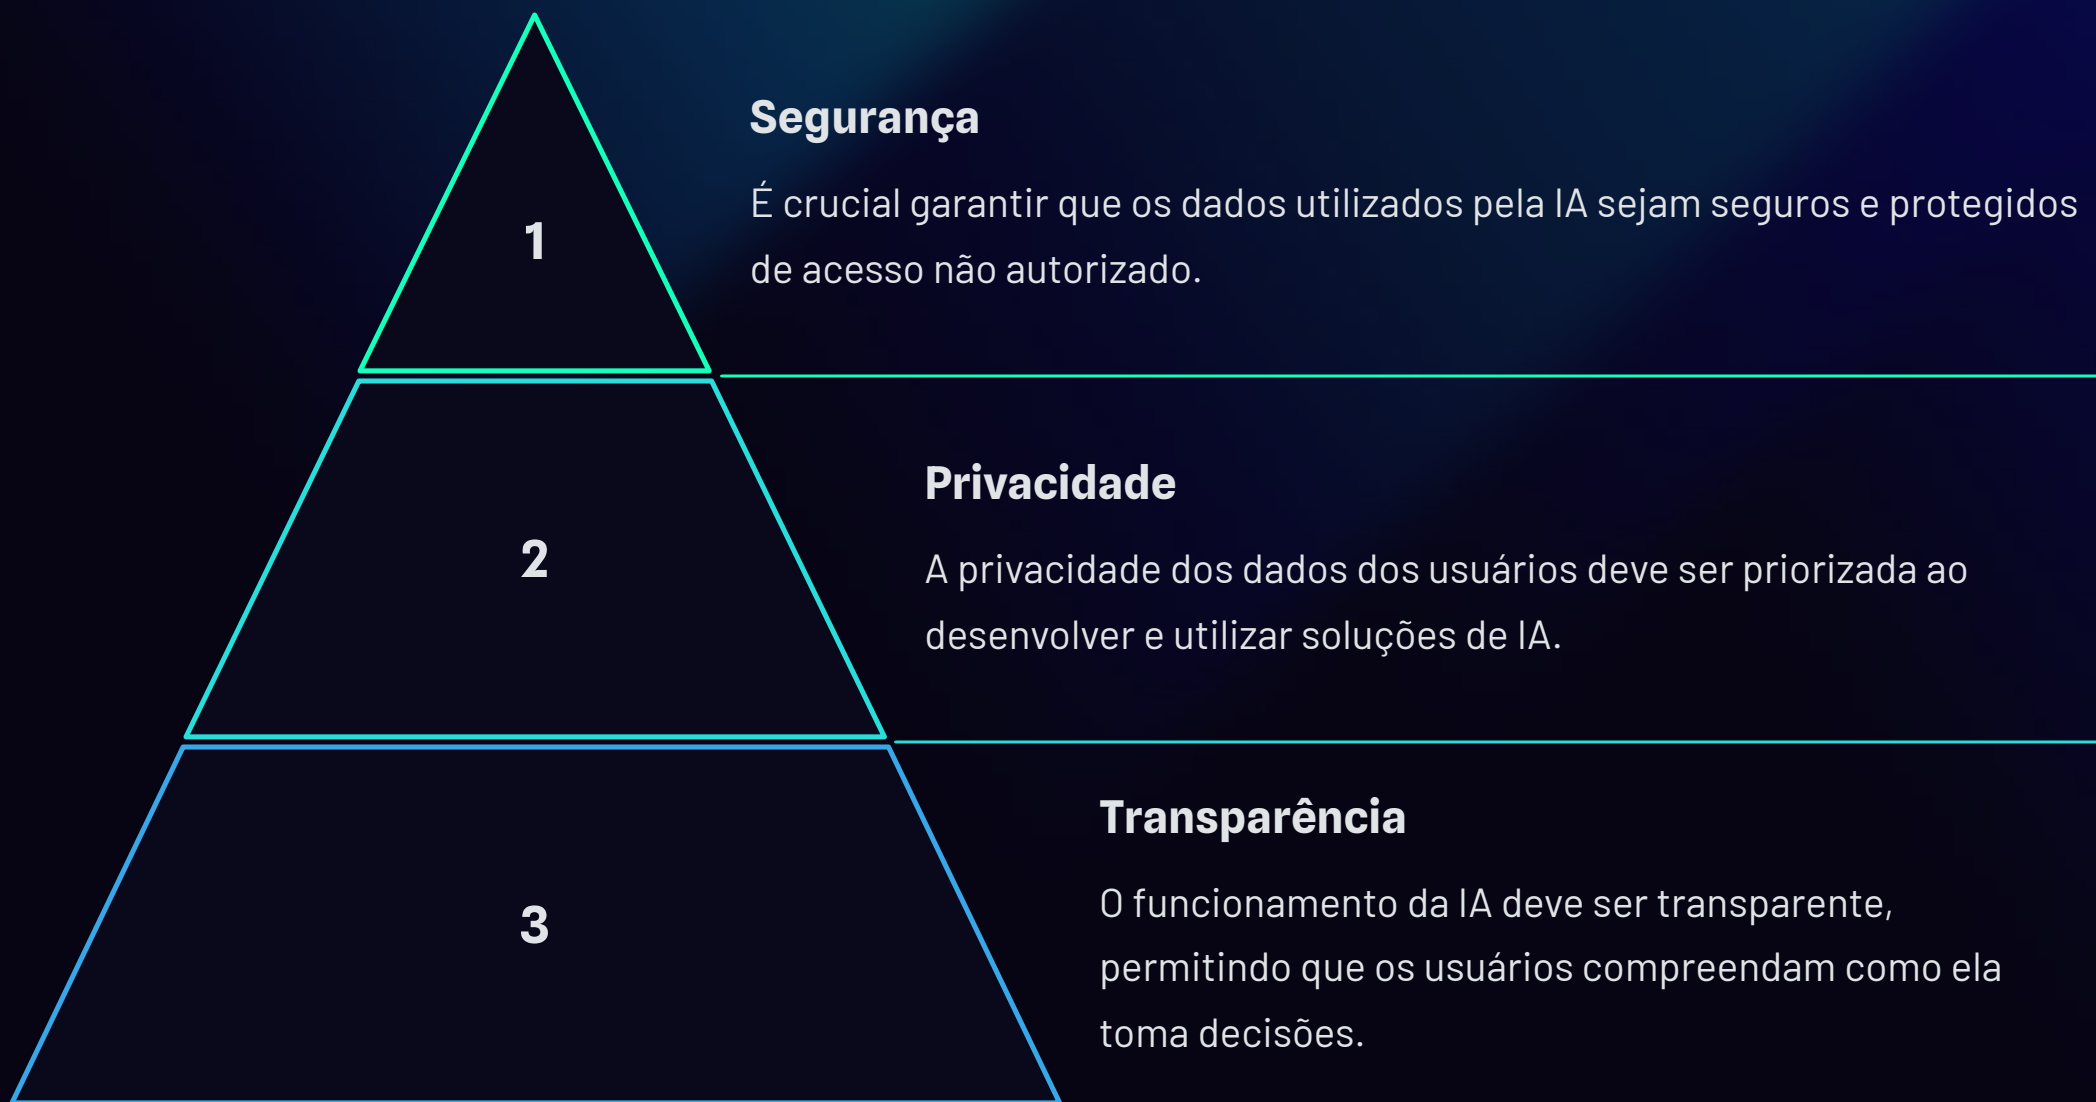 1
Segurança
É crucial garantir que os dados utilizados pela IA sejam seguros e protegidos
de acesso não autorizado.
2
Privacidade
A privacidade dos dados dos usuários deve ser priorizada ao
desenvolver e utilizar soluções de IA.
3
Transparência
O funcionamento da IA deve ser transparente,
permitindo que os usuários compreendam como ela
toma decisões.